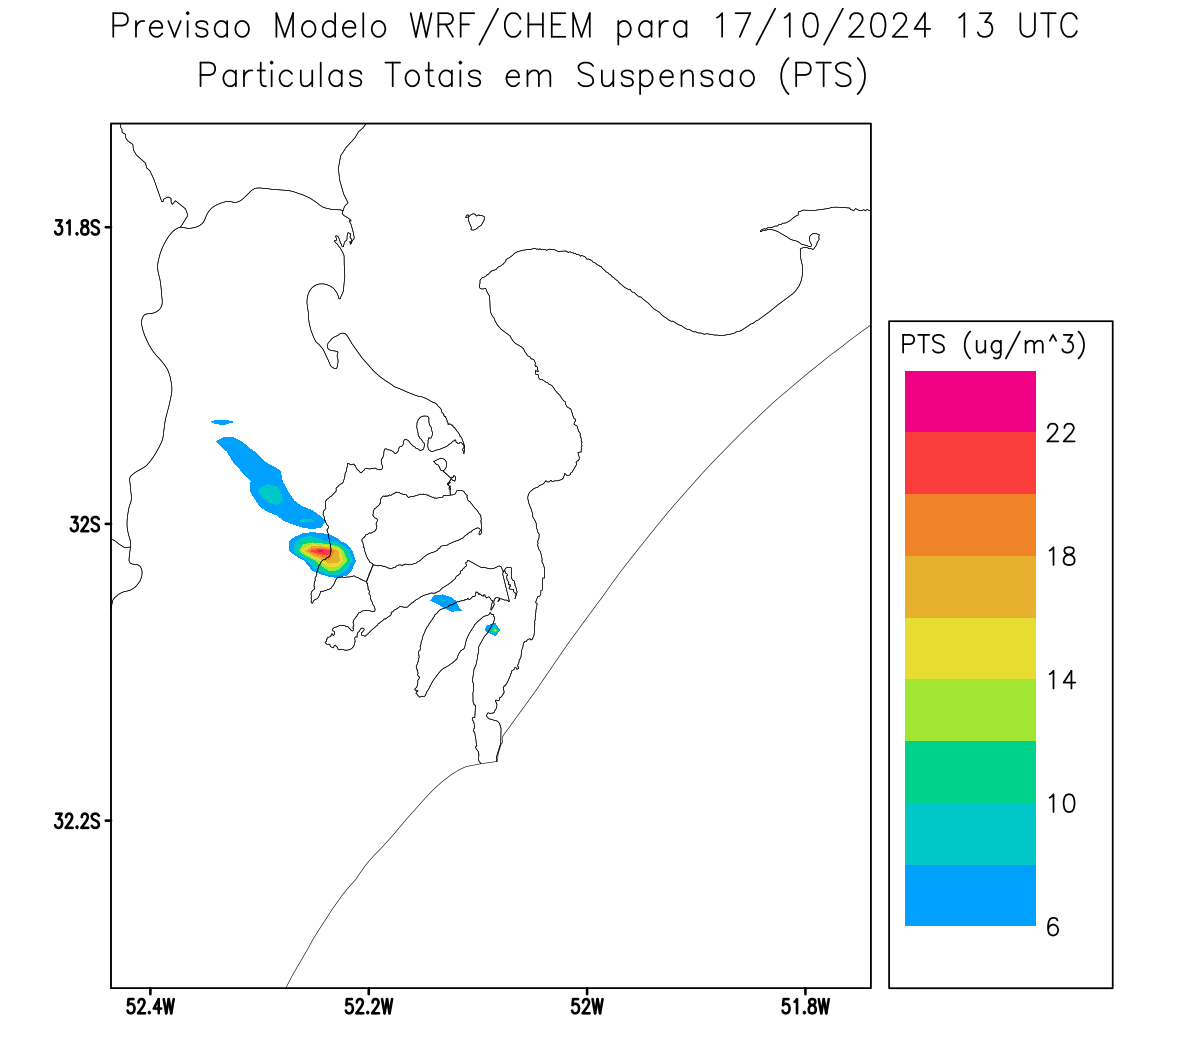 Previsao Modelo WRF/CHEM para 17/10/2024 13 UTC
Particulas Totais em Suspensao (PTS)
31.8S
32S
32.2S
52.4W
52.2W
52W
51.8W
PTS (ug/m^3)
22
18
14
10
6